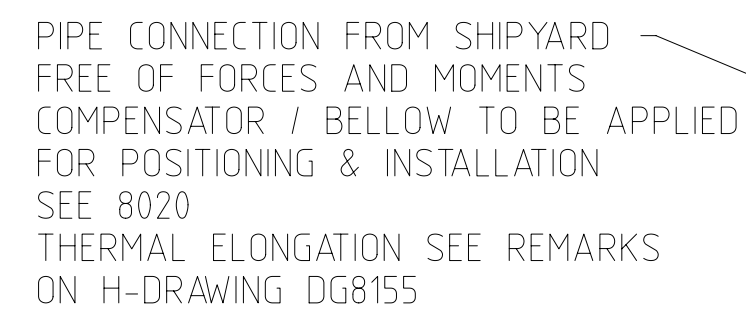 PIPE CONNECTION FROM SHIPYARD
FREE OF FORCES AND MOMENTS
COMPENSATOR / BELLOW TO BE APPLIED
FOR POSITIONING & INSTALLATION
SEE 8020
THERMAL ELONGATION SEE REMARKS
ON H-DRAWING DG8155